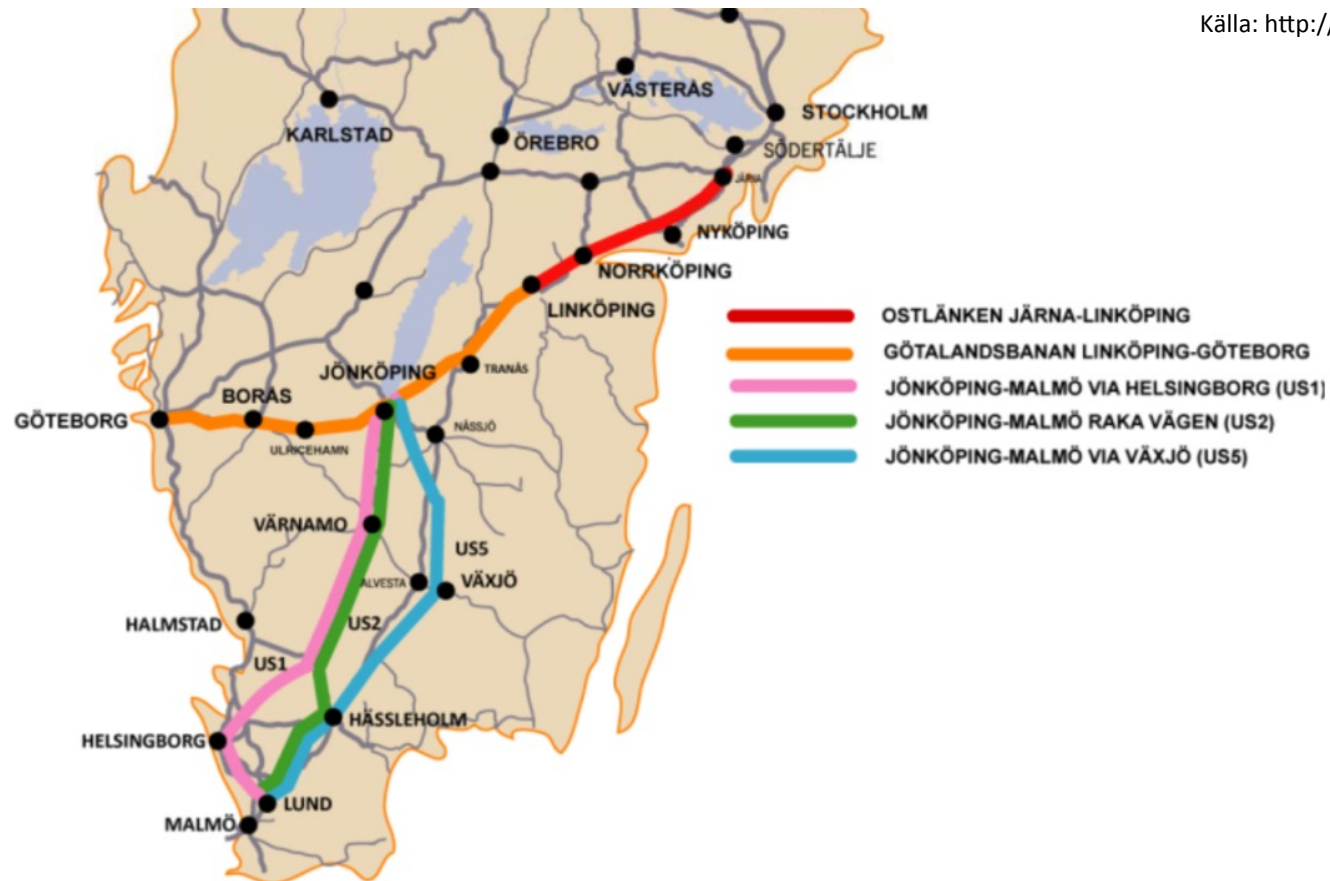 Källa: http://
VÄSTERÅS
STOCKHOLM
KARLSTAD
ÖREBRO
SÖDERTÄLJE
JÄRNA
NYKÖPING
NORRKÖPING
LINKÖPING
OSTLÄNKEN JÄRNA-LINKÖPING
GÖTALANDSBANAN LINKÖPING-GÖTEBORG
JÖNKÖPING-MALMÖ VIA HELSINGBORG (US1)
JÖNKÖPING-MALMÖ RAKA VÄGEN (US2)
JÖNKÖPING-MALMÖ VIA VÄXJÖ (US5)
JÖNKÖPING
TRANÅS
BORÅS
GÖTEBORG
NÄSSJÖ
ULRICEHAMN
VÄRNAMO
US5
ALVESTA
VÄXJÖ
HALMSTAD
US2
US1
HÄSSLEHOLM
HELSINGBORG
LUND
MALMÖ